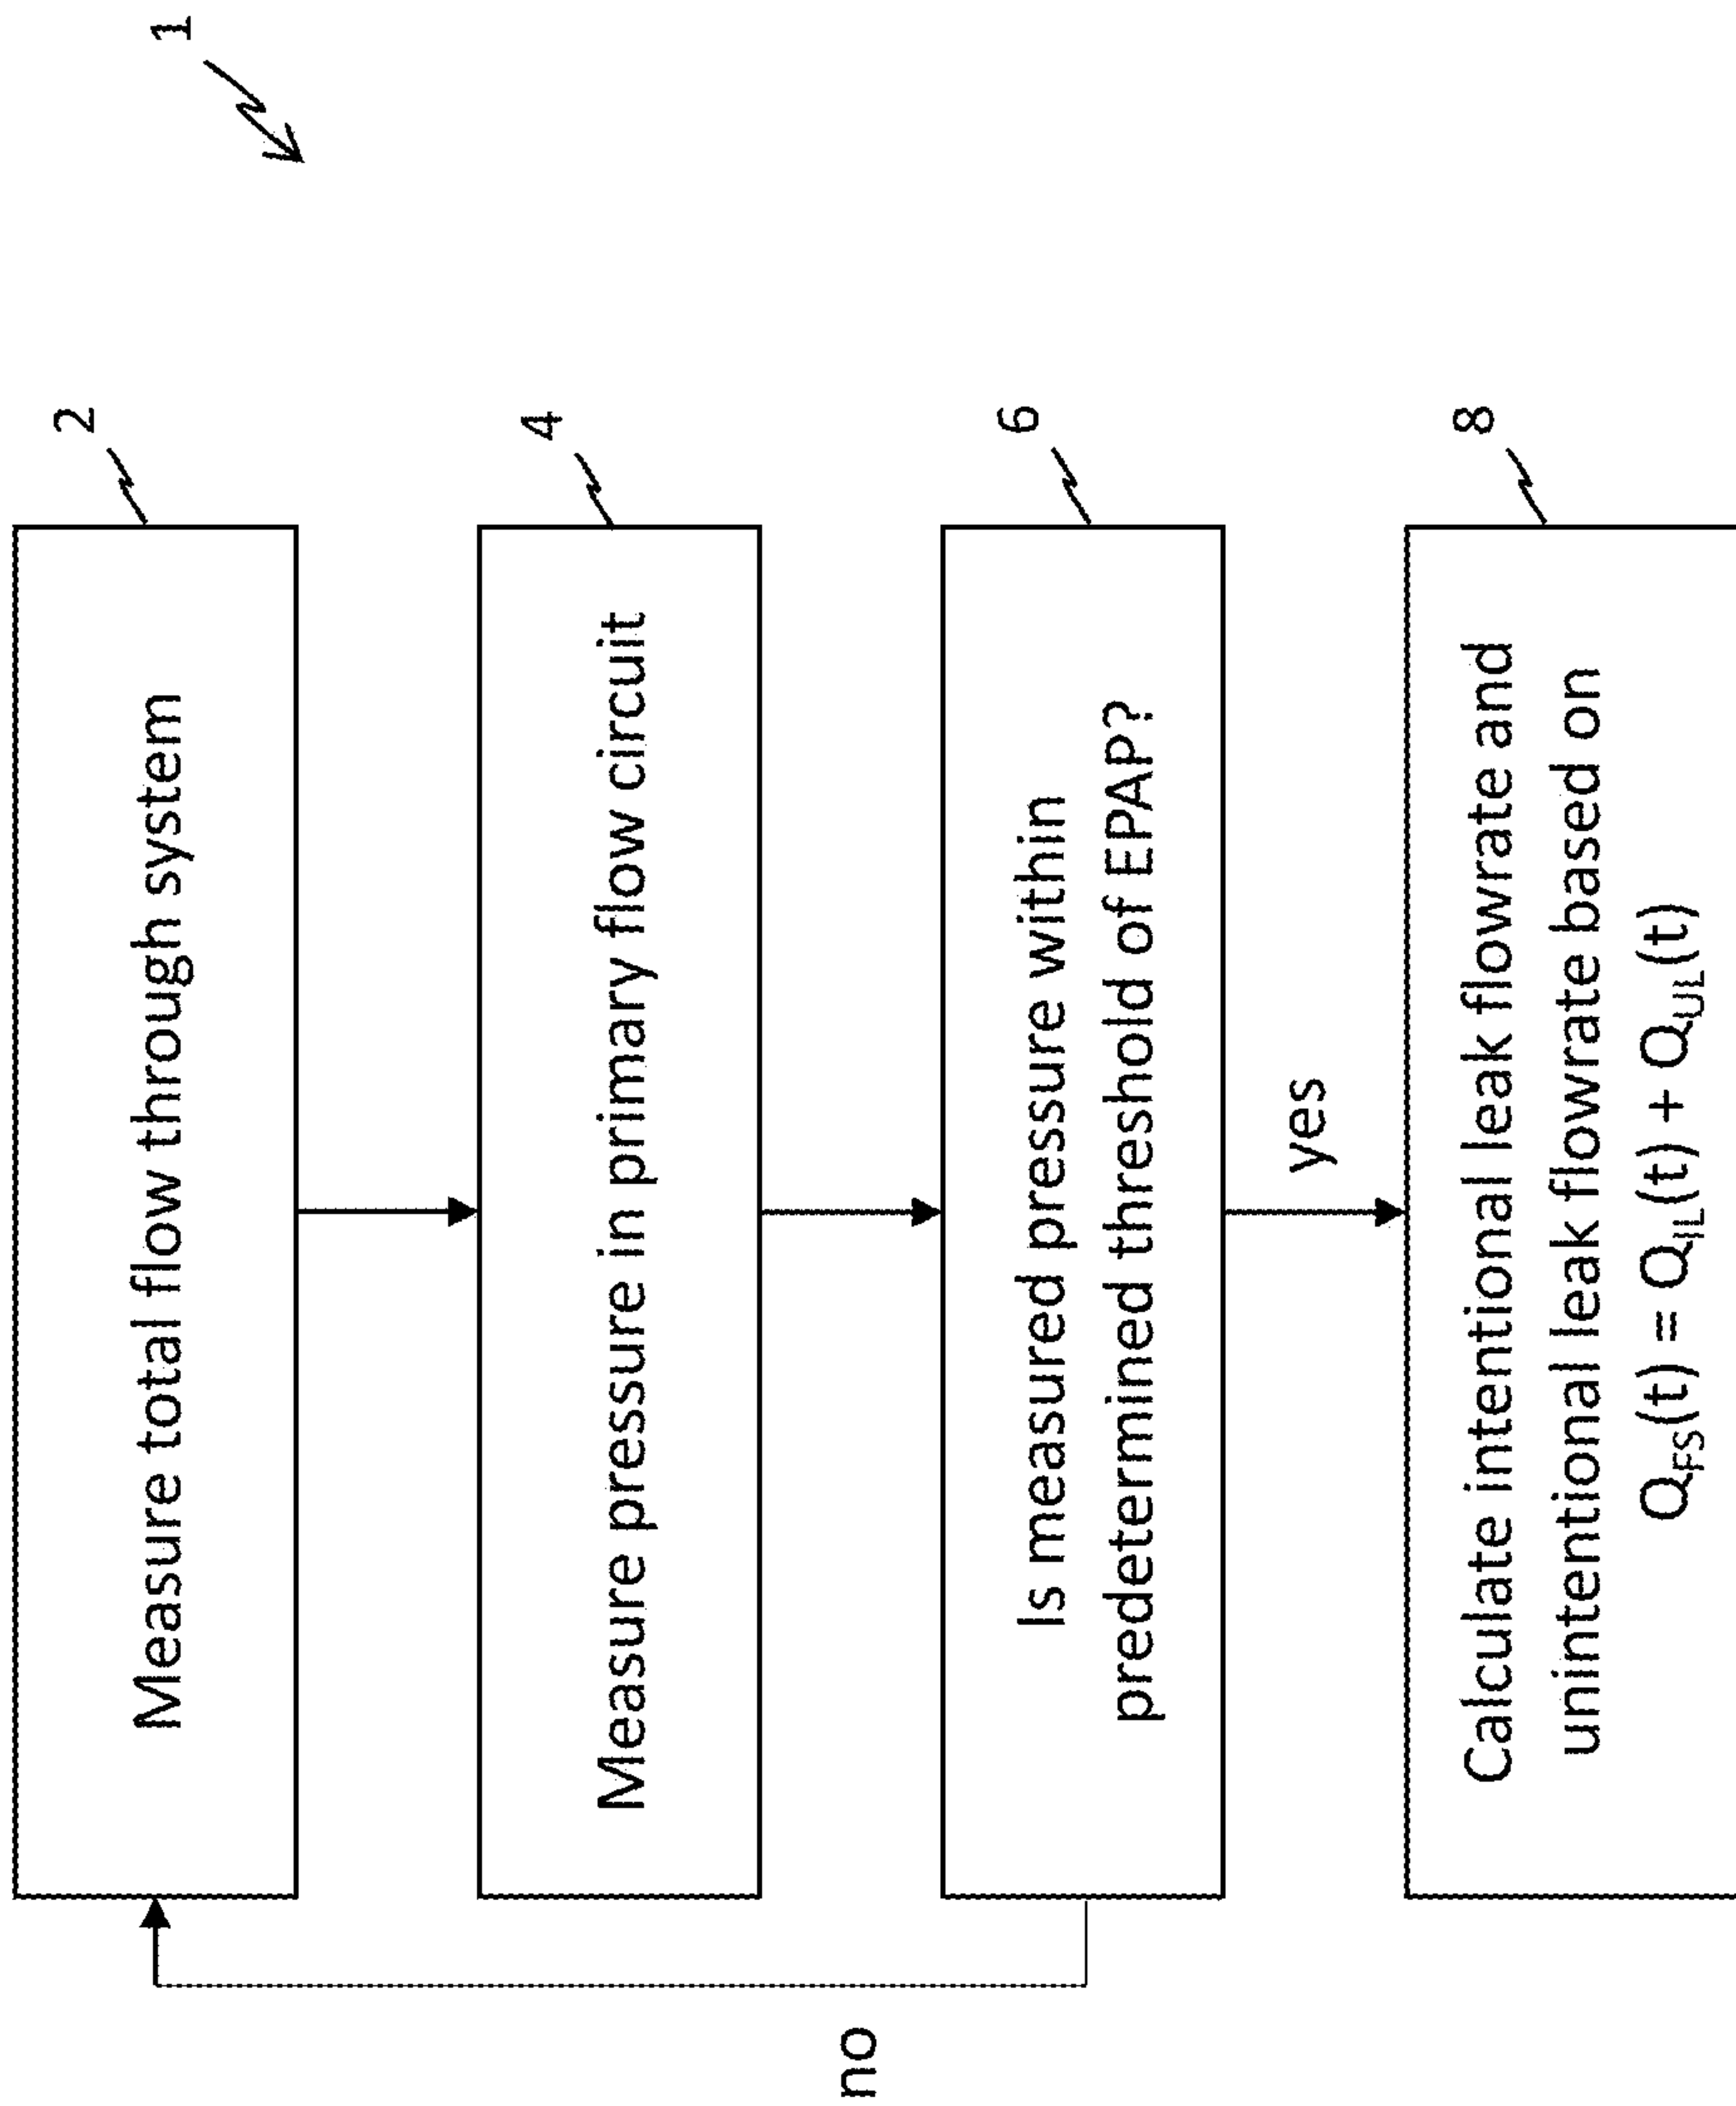 1
2
Measure total flow through system
4
Measure pressure in primary flow circuit
6
Is measured pressure within
predetermined threshold of EPAP?
no
yes
8
Calculate intentional leak flowrate and
unintentional leak flowrate based on
Q_FS(t) = Q_IL(t) + Q_UL(t)